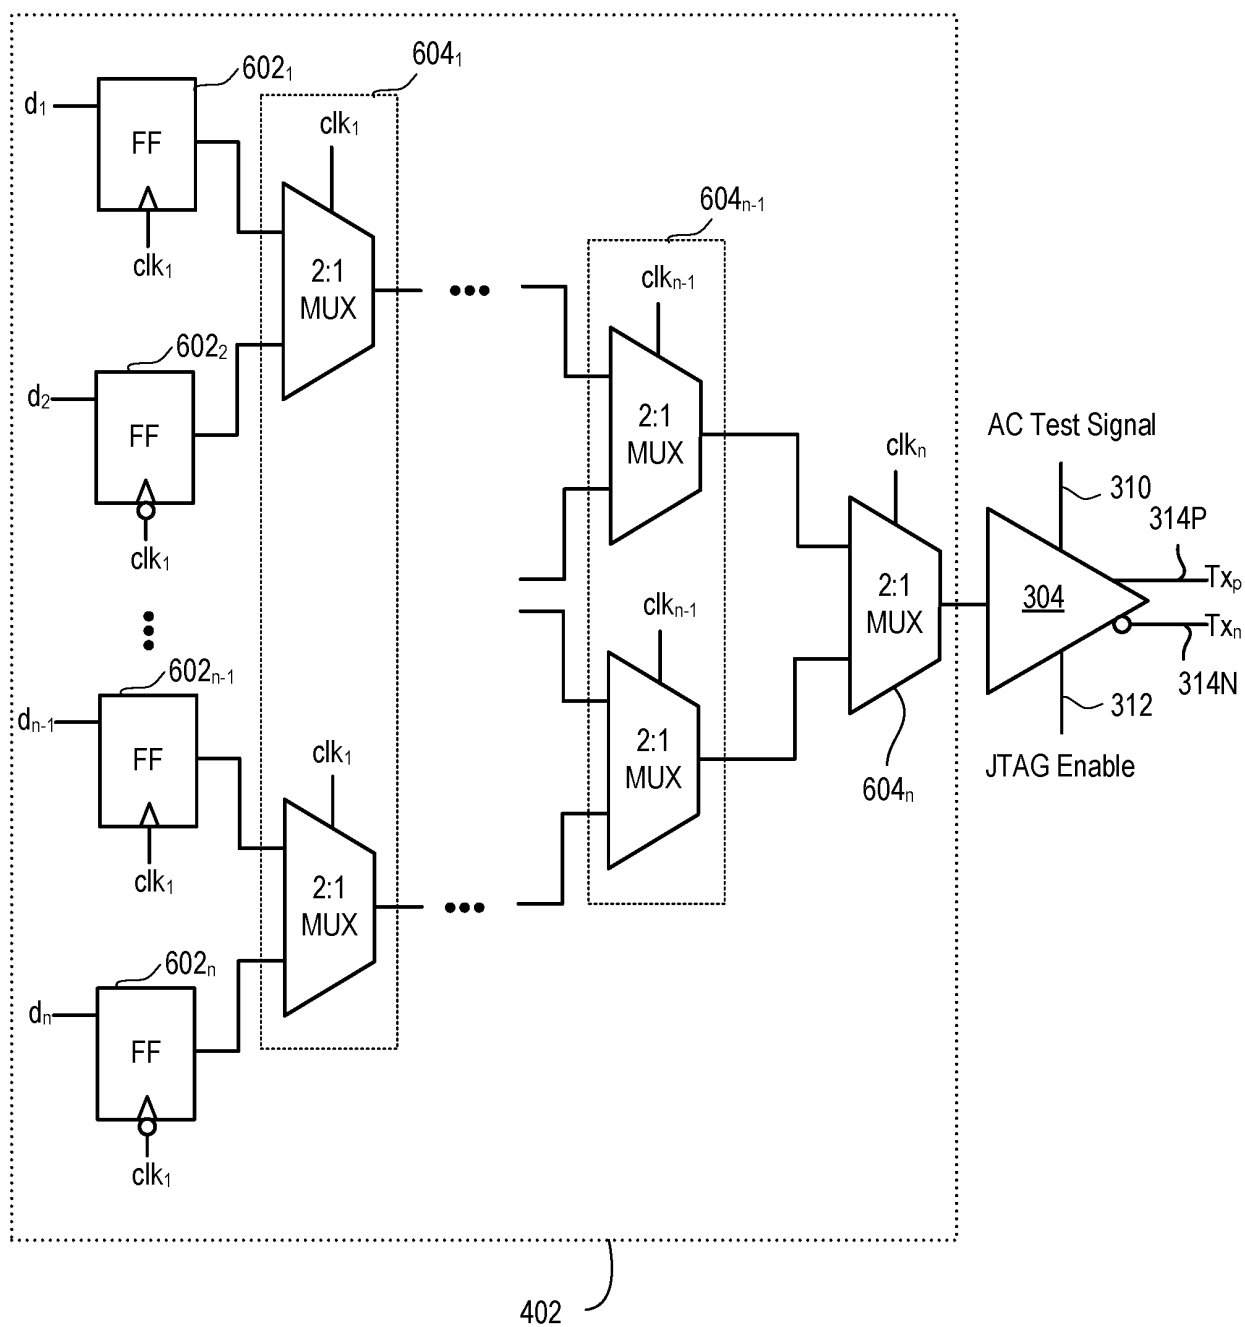 602₁
604₁
d₁
FF
clk₁
clk₁
2:1
MUX
604ₙ₋₁
clkₙ₋₁
2:1
MUX
602₂
d₂
FF
clk₁
clkₙ
2:1
MUX
604ₙ
AC Test Signal
310
314P
Txₚ
304
Txₙ
314N
312
JTAG Enable
clkₙ₋₁
2:1
MUX
602ₙ₋₁
dₙ₋₁
FF
clk₁
clk₁
2:1
MUX
602ₙ
dₙ
FF
clk₁
402